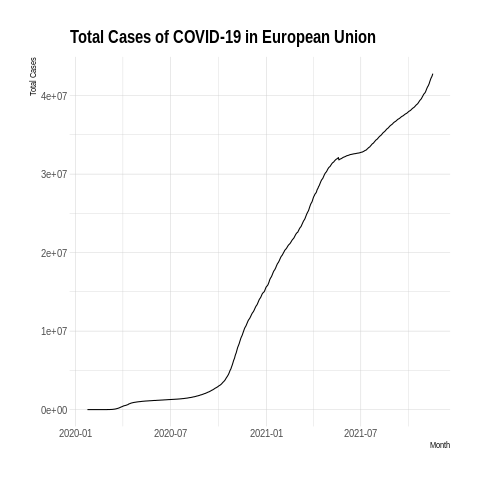 Total Cases of COVID-19 in European Union
Total Cases
4e+07
3e+07
2e+07
1e+07
0e+00
2020-01 2020-07 2021-01 2021-07
Month